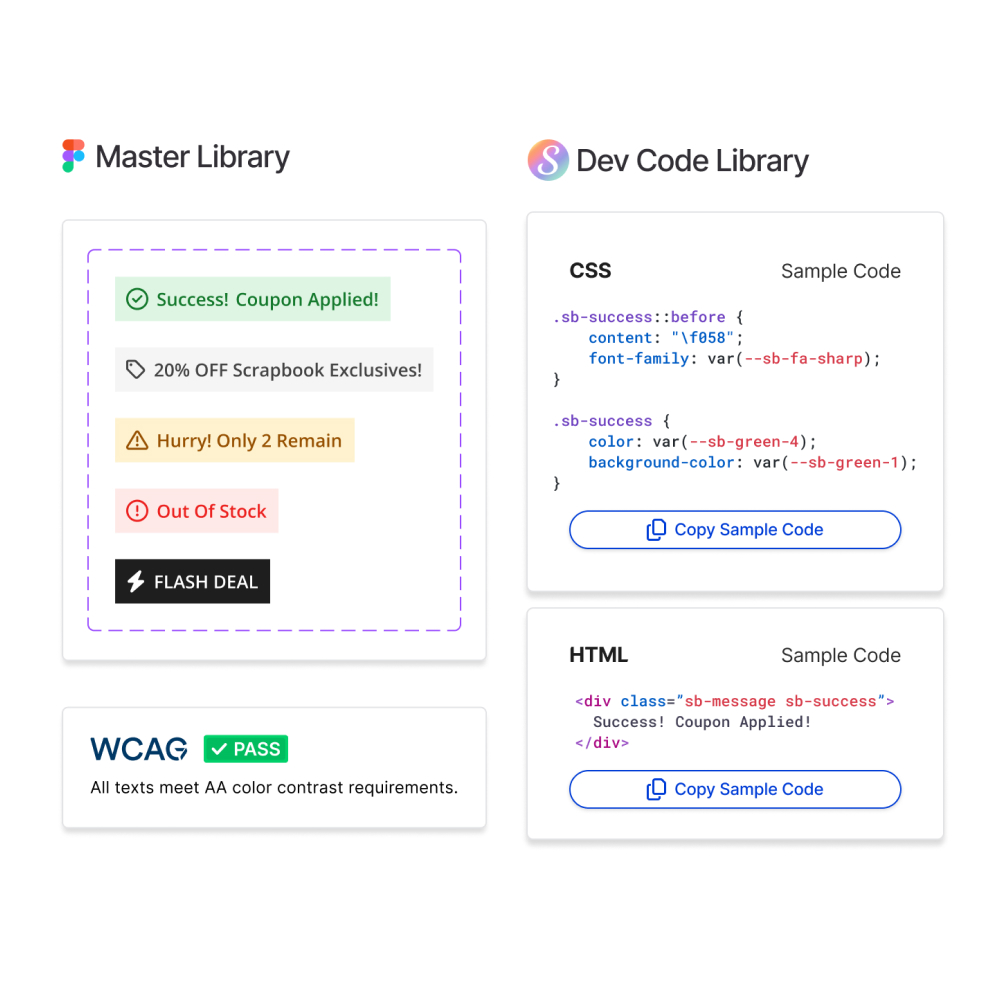 Master Library
Success! Coupon Applied!
20% OFF Scrapbook Exclusives!
Hurry! Only 2 Remain
Out Of Stock
FLASH DEAL
WCAG PASS
All texts meet AA color contrast requirements.
S Dev Code Library
CSS Sample Code
.sb-success::before {
content: "\f058";
font-family: var(--sb-fa-sharp);
}
.sb-success {
color: var(--sb-green-4);
background-color: var(--sb-green-1);
}
Copy Sample Code
HTML Sample Code
<div class=”sb-message sb-success”>
Success! Coupon Applied!
</div>
Copy Sample Code